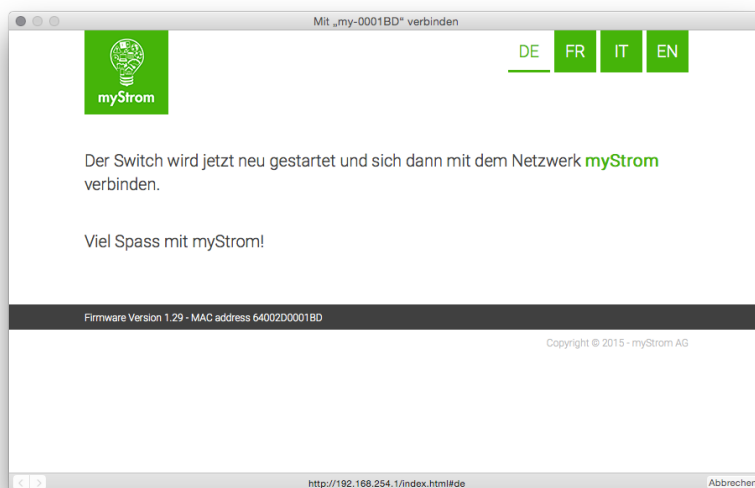 Mit „my-0001BD“ verbinden
myStrom
DE FR IT EN
Der Switch wird jetzt neu gestartet und sich dann mit dem Netzwerk myStrom
verbinden.
Viel Spass mit myStrom!
Firmware Version 1.29 - MAC address 64002D0001BD
Copyright © 2015 - myStrom AG
http://192.168.254.1/index.html#de
Abbrechen